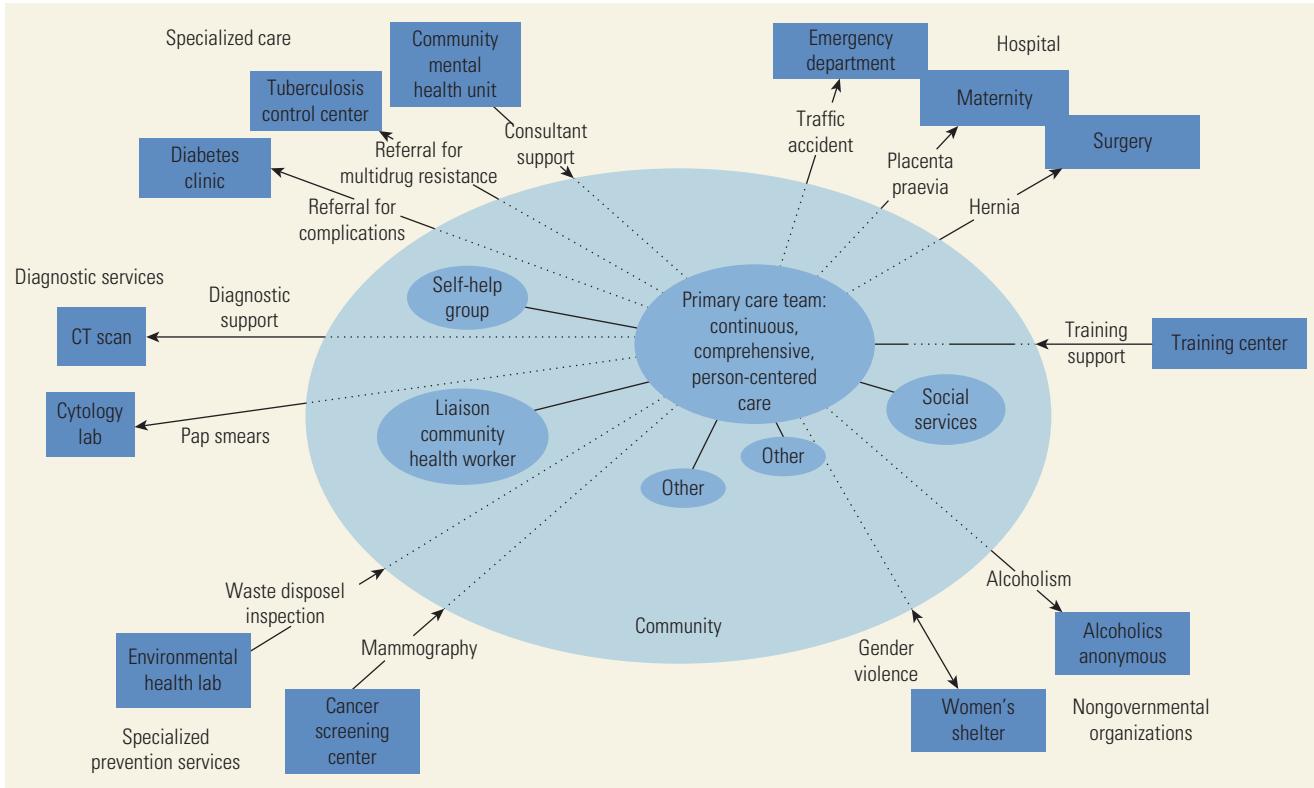 Specialized care
Community
mental
health unit
Tuberculosis
control center
Diabetes
clinic
Consultant
support
Referral for
multidrug resistance
Referral for
complications
Emergency
department
Hospital
Maternity
Surgery
Traffic
accident
Placenta
praevia
Hernia
Diagnostic services
CT scan
Diagnostic
support
Cytology
lab
Pap smears
Self-help
group
Primary care team:
continuous,
comprehensive,
person-centered
care
Liaison
community
health worker
Other
Other
Social
services
Training
support
Training center
Community
Waste disposel
inspection
Environmental
health lab
Mammography
Cancer
screening
center
Specialized
prevention services
Gender
violence
Women's
shelter
Alcoholism
Alcoholics
anonymous
Nongovernmental
organizations